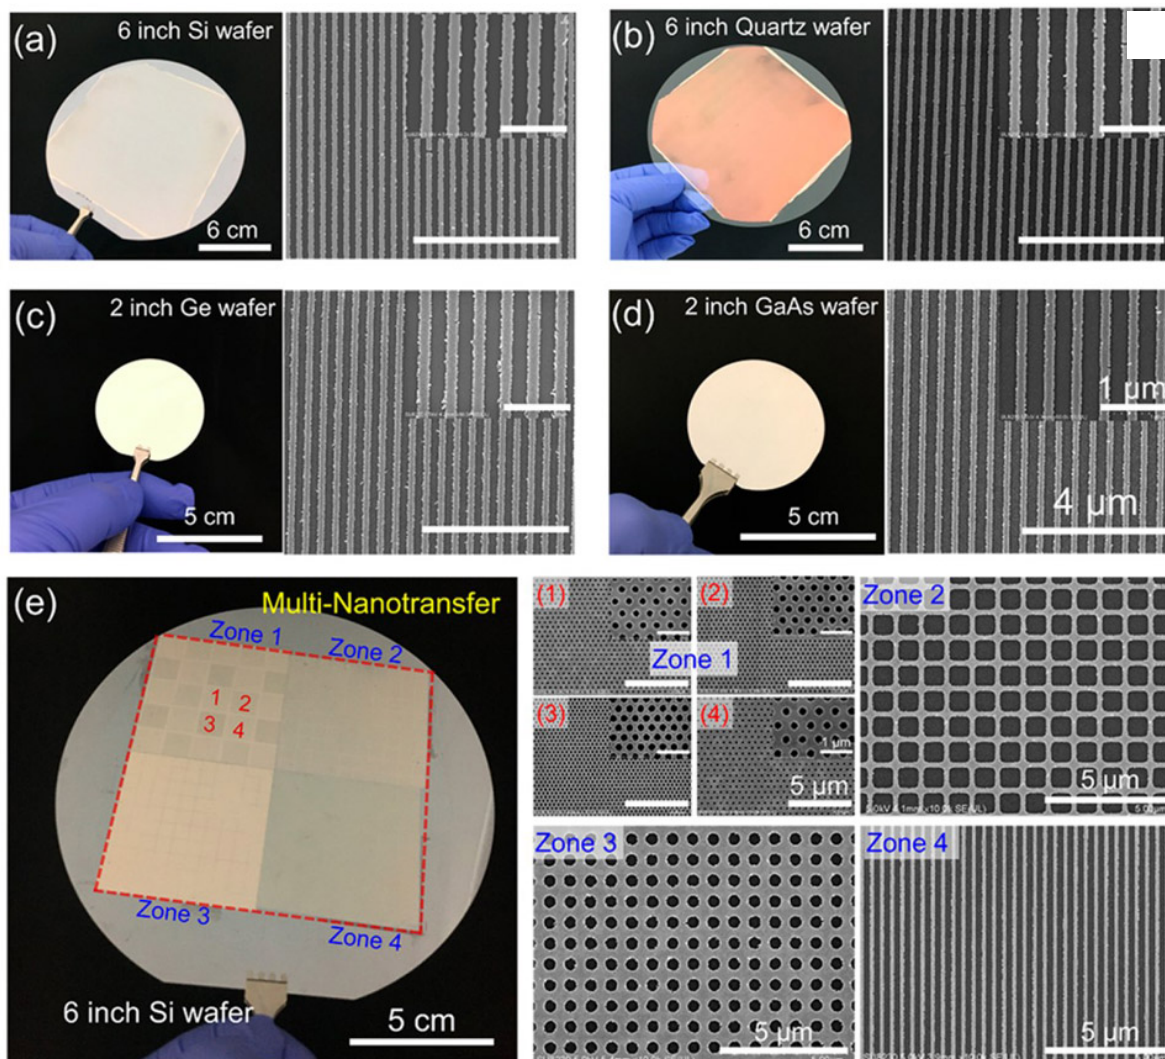 (a)
6 inch Si wafer
6 cm
(b)
6 inch Quartz wafer
6 cm
(c)
2 inch Ge wafer
5 cm
(d)
2 inch GaAs wafer
5 cm
1 µm
4 µm
(e)
Multi-Nanotransfer
Zone 1
Zone 2
1 2
3 4
Zone 3
Zone 4
6 inch Si wafer
5 cm
(1)
(2)
Zone 1
(3)
(4)
1 µm
5 µm
Zone 2
5 µm
Zone 3
5 µm
Zone 4
5 µm